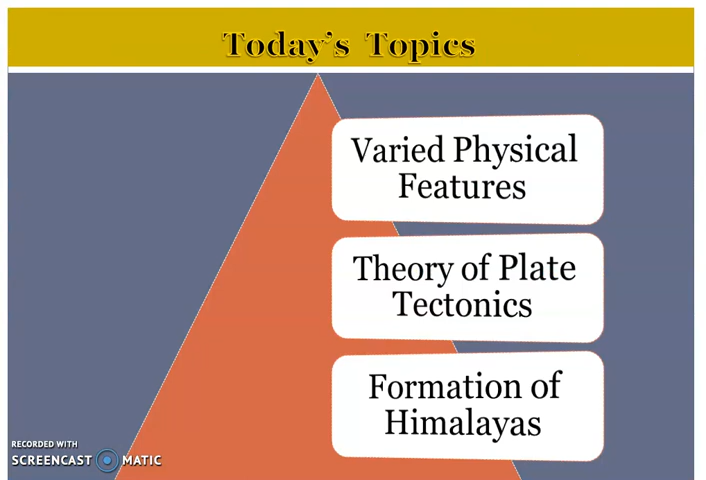 Today's Topics
Varied Physical
Features
Theory of Plate
Tectonics
Formation of
Himalayas
RECORDED WITH
SCREENCAST MATIC